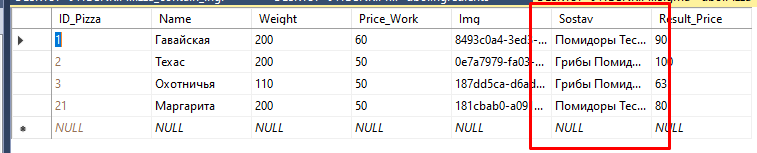 ID_Pizza Name Weight Price_Work Img Sostav Result_Price
1 Гавайская 200 60 8493c0a4-3ed3-... Помидоры Тес... 90
2 Техас 200 50 0e7a7979-fa03-... Грибы Помид... 100
3 Охотничья 110 50 187dd5ca-d6ad... Грибы Помид... 63
21 Маргарита 200 50 181cbab0-a09... Помидоры Тес... 80
NULL NULL NULL NULL NULL NULL NULL